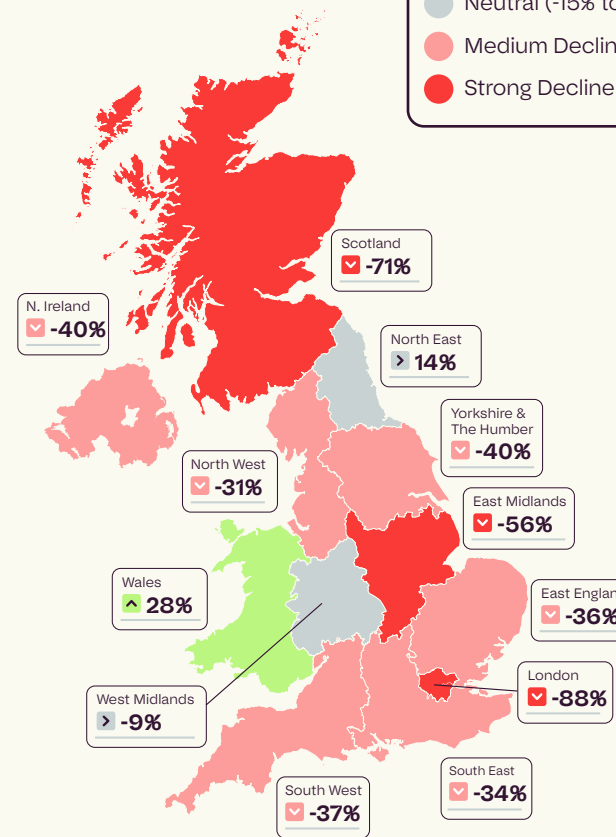 Neutral (-15% to
Medium Declin
Strong Decline
Scotland
-71%
N. Ireland
-40%
North East
14%
Yorkshire &
The Humber
-40%
North West
-31%
East Midlands
-56%
Wales
28%
East Englan
-36%
London
-88%
West Midlands
-9%
South East
-34%
South West
-37%